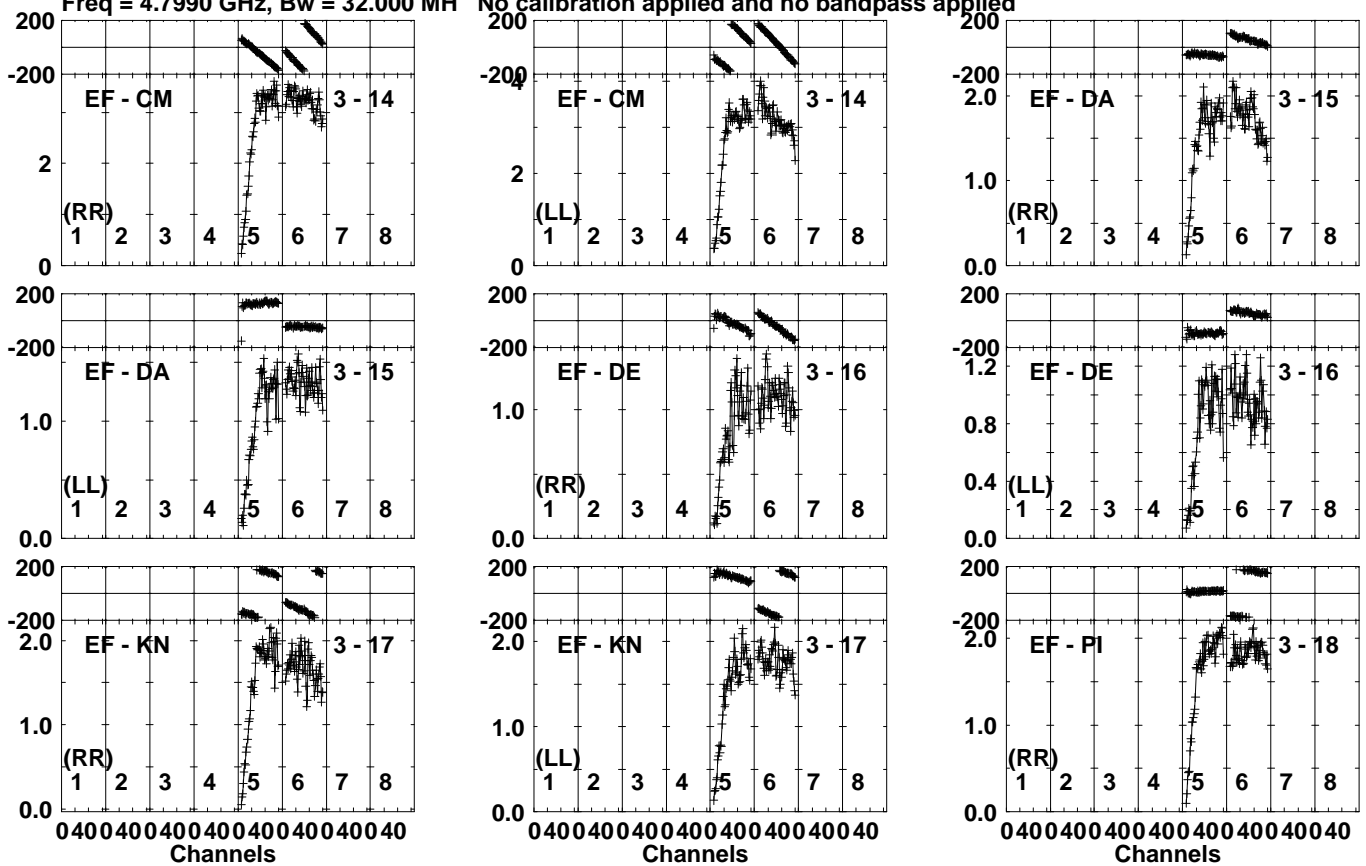 Freq = 4.7990 GHz, Bw = 32.000 MH No calibration applied and no bandpass applied
200
-200
EF - CM 3 - 14
2
0
(RR)
1 2 3 4 5 6 7 8
200
-200
4
EF - CM 3 - 14
2
0
(LL)
1 2 3 4 5 6 7 8
200
-200
2.0
EF - DA 3 - 15
1.0
0.0
(RR)
1 2 3 4 5 6 7 8
200
-200
EF - DA 3 - 15
1.0
0.0
(LL)
1 2 3 4 5 6 7 8
200
-200
EF - DE 3 - 16
1.0
0.0
(RR)
1 2 3 4 5 6 7 8
200
-200
1.2
EF - DE 3 - 16
0.8
0.4
0.0
(LL)
1 2 3 4 5 6 7 8
200
-200
2.0
EF - KN 3 - 17
1.0
0.0
(RR)
1 2 3 4 5 6 7 8
0 40 0 40 0 40 0 40 0 40 0 40 0 40 0 40
Channels
200
-200
2.0
EF - KN 3 - 17
1.0
0.0
(LL)
1 2 3 4 5 6 7 8
0 40 0 40 0 40 0 40 0 40 0 40 0 40 0 40
Channels
200
-200
2.0
EF - PI 3 - 18
1.0
0.0
(RR)
1 2 3 4 5 6 7 8
0 40 0 40 0 40 0 40 0 40 0 40 0 40 0 40
Channels